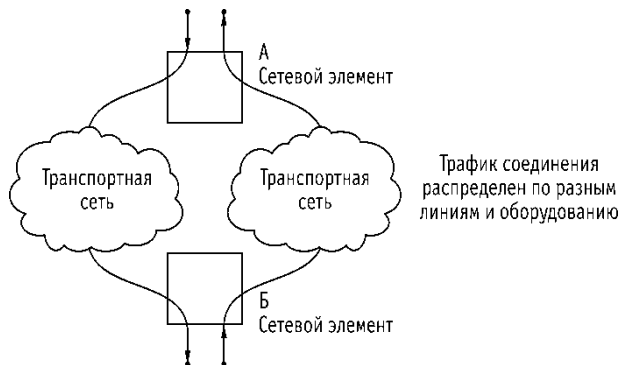 А
Сетевой элемент
Транспортная
сеть
Транспортная
сеть
Трафик соединения
распределен по разным
линиям и оборудованию
Б
Сетевой элемент